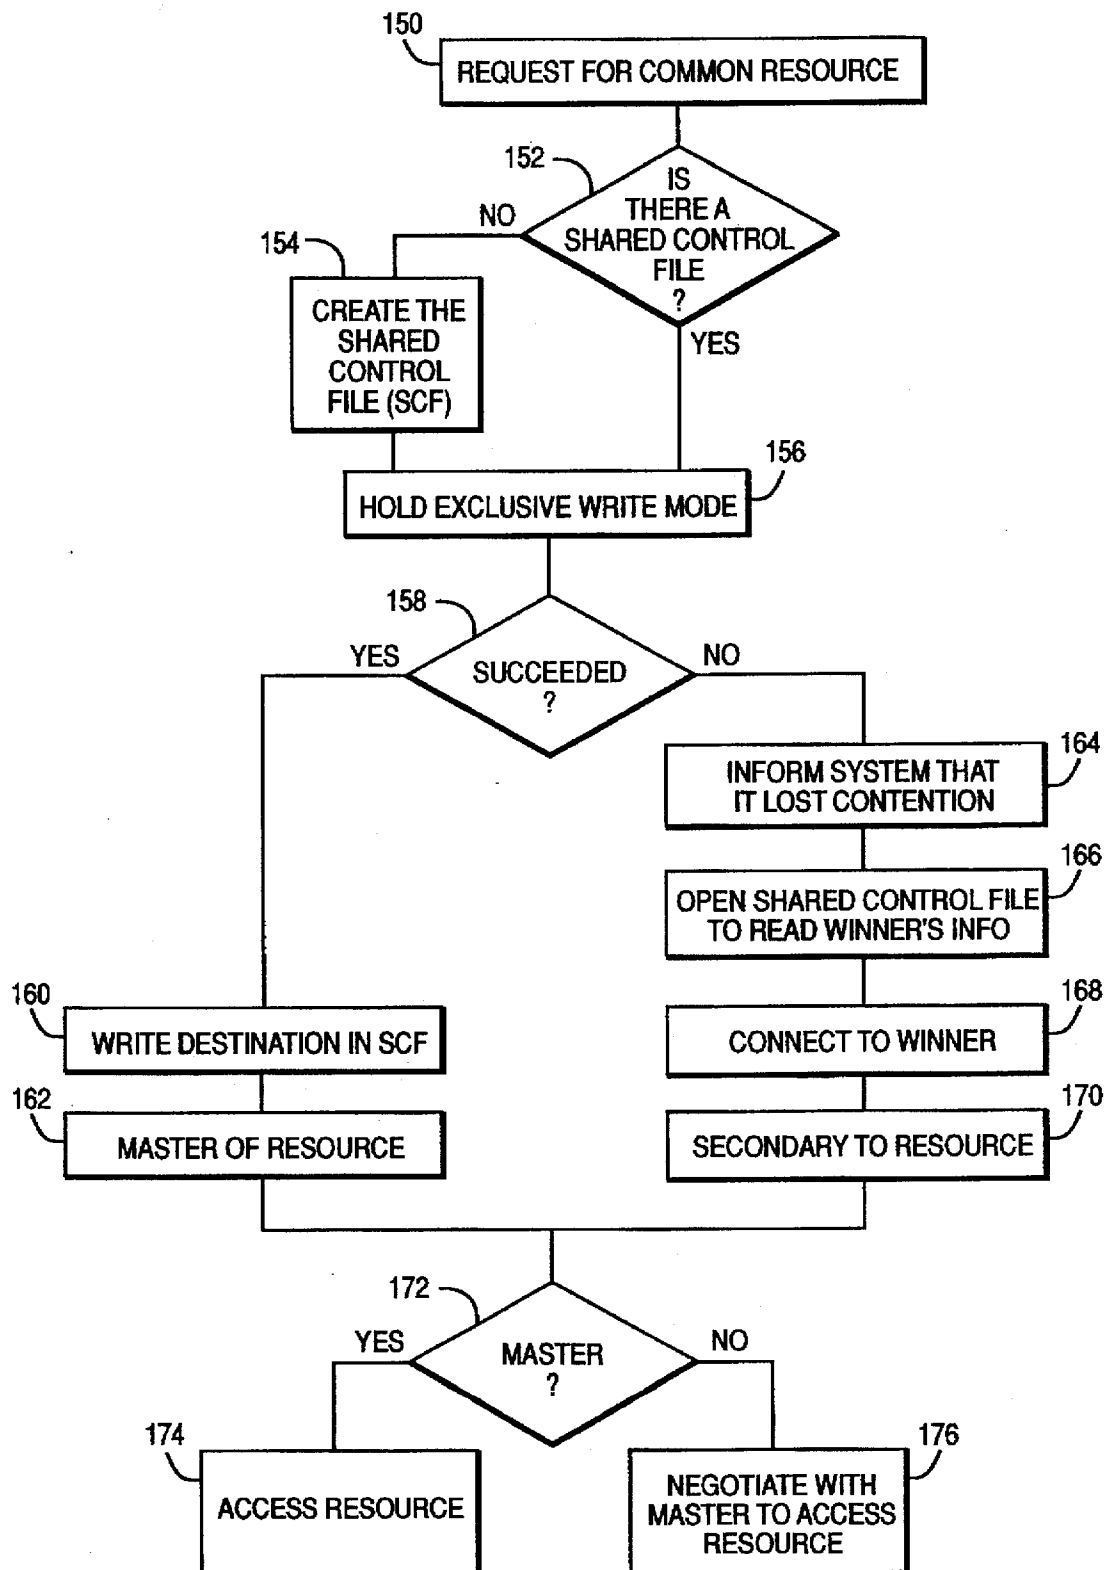 150
REQUEST FOR COMMON RESOURCE
152
IS
THERE A
SHARED CONTROL
FILE
?
NO
YES
154
CREATE THE
SHARED
CONTROL
FILE (SCF)
156
HOLD EXCLUSIVE WRITE MODE
158
SUCCEEDED
?
YES
NO
164
INFORM SYSTEM THAT
IT LOST CONTENTION
166
OPEN SHARED CONTROL FILE
TO READ WINNER'S INFO
160
WRITE DESTINATION IN SCF
168
CONNECT TO WINNER
162
MASTER OF RESOURCE
170
SECONDARY TO RESOURCE
172
MASTER
?
YES
NO
174
ACCESS RESOURCE
176
NEGOTIATE WITH
MASTER TO ACCESS
RESOURCE